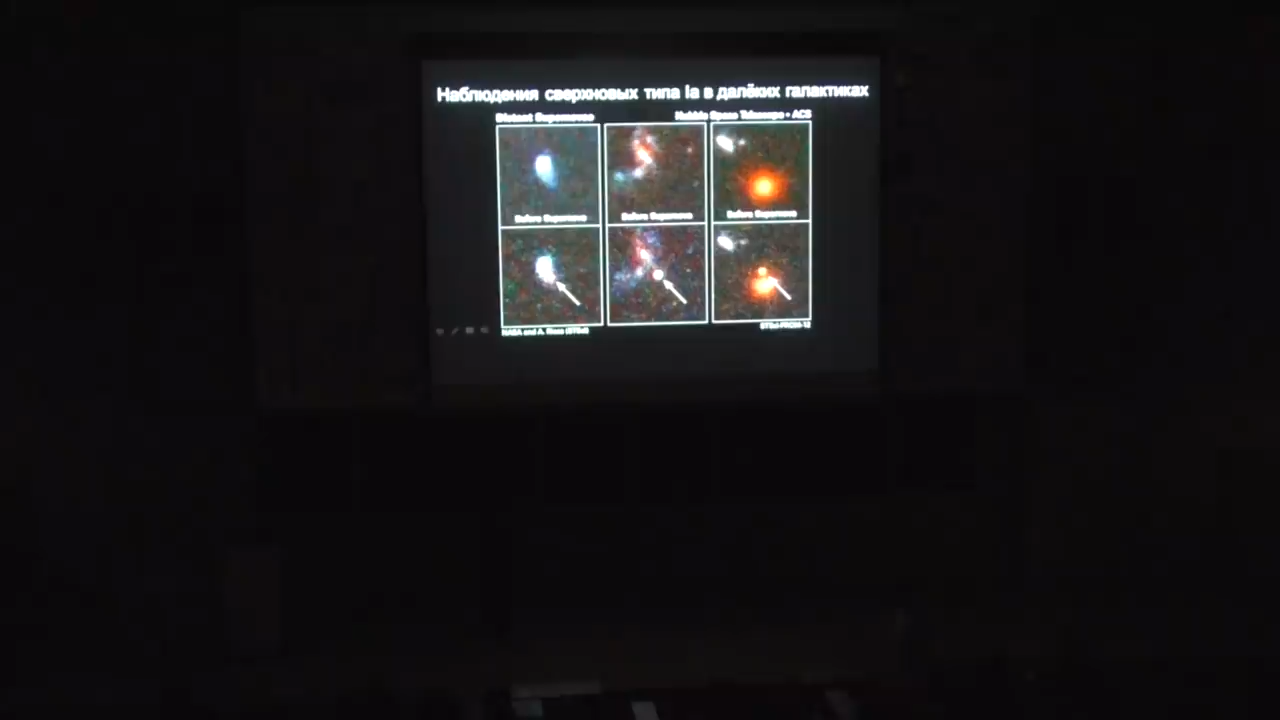 Наблюдения сверхновых типа Ia в далёких галактиках
Distant Supernovae
Hubble Space Telescope • ACS
Before Supernova
Before Supernova
Before Supernova
NASA and A. Riess (STScI)